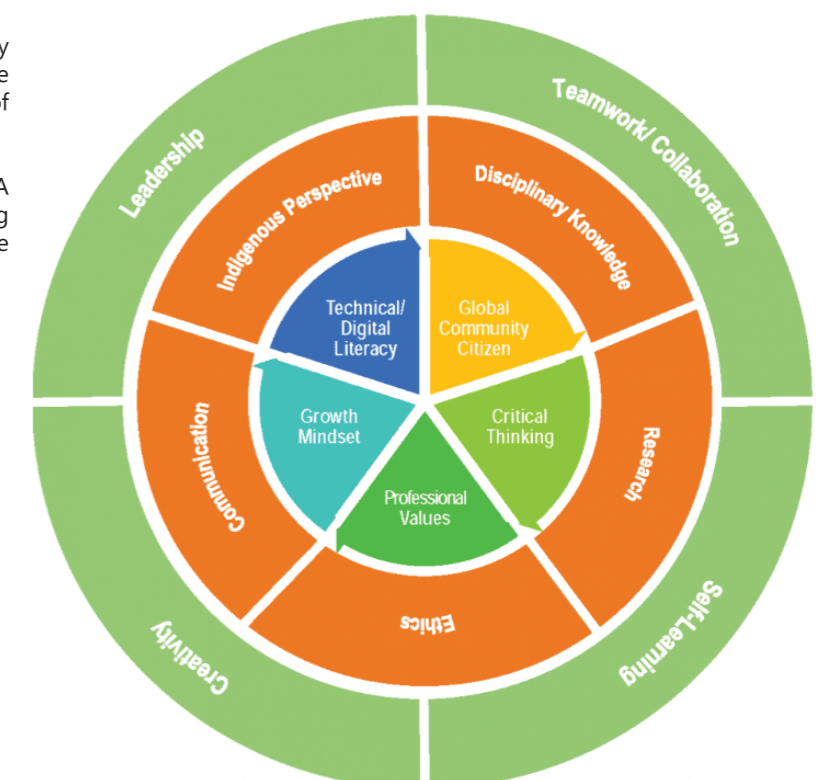 y
e
of
A
g
e
Leadership
Teamwork/ Collaboration
Indigenous Perspective
Disciplinary Knowledge
Technical/
Digital
Literacy
Global
Community
Citizen
Growth
Mindset
Critical
Thinking
Professional
Values
Communication
Research
Ethics
Creativity
Self-Learning